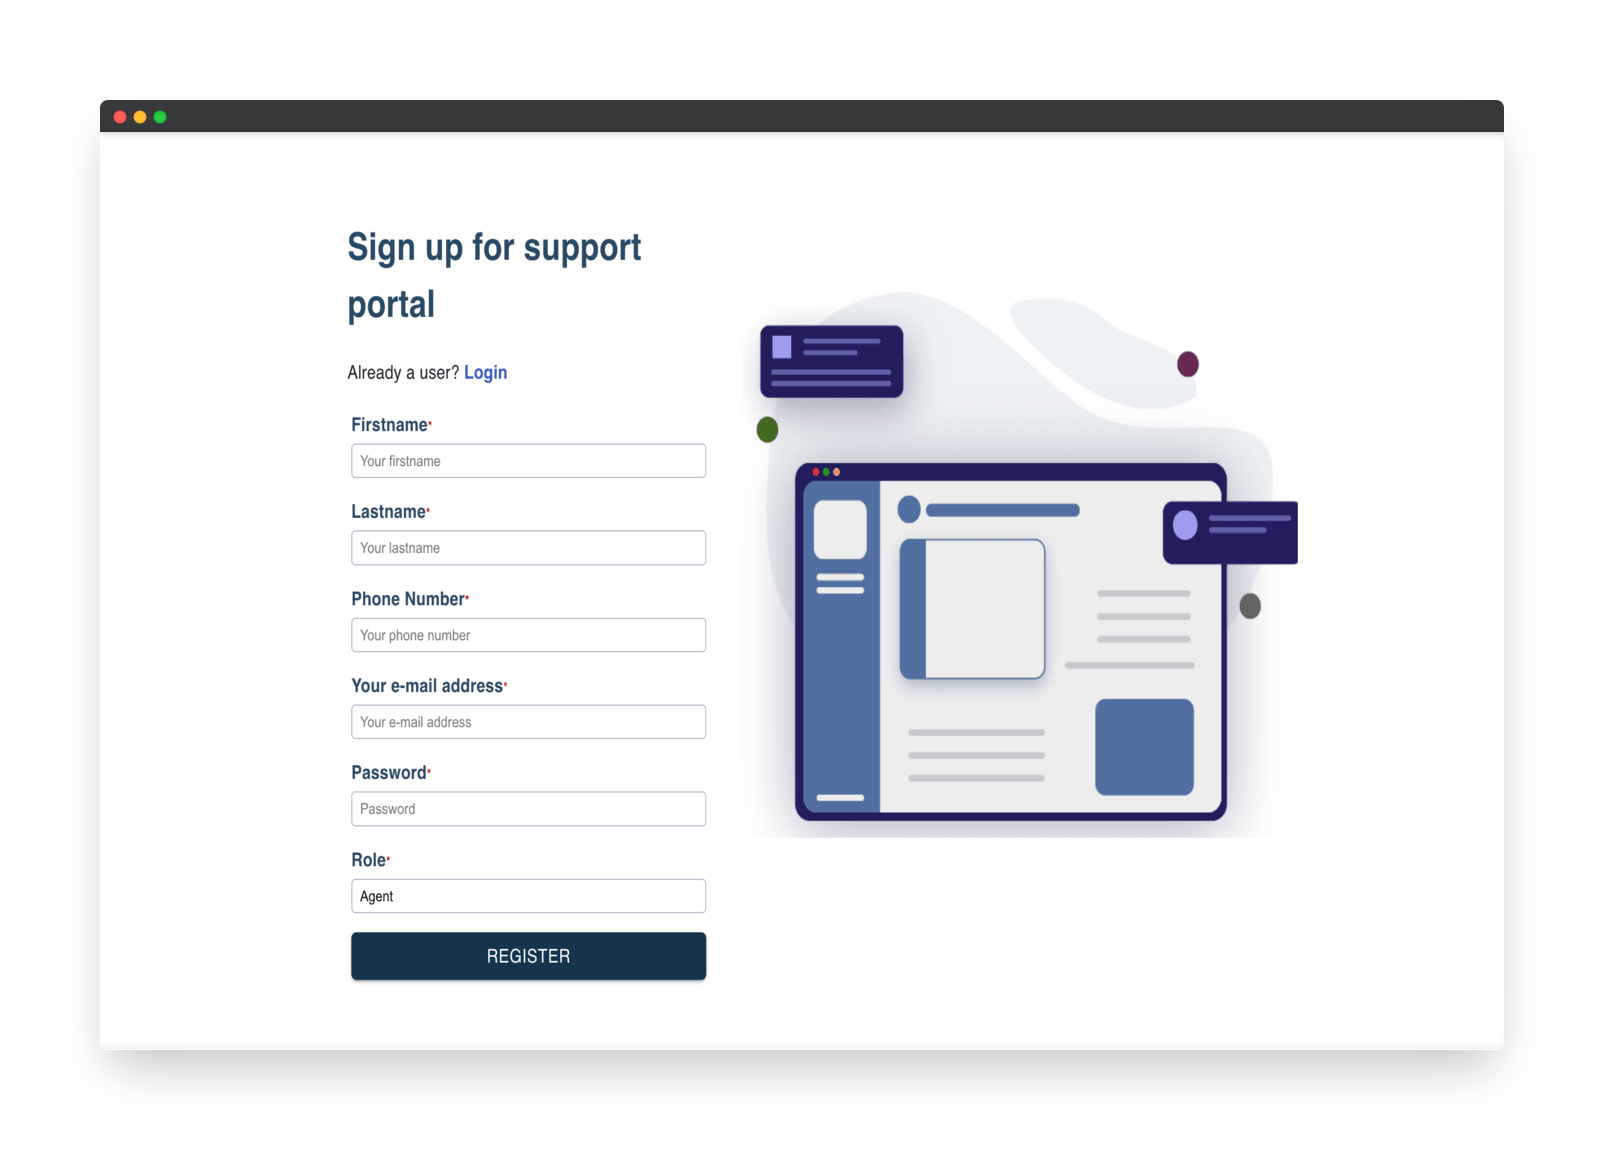 Sign up for support
portal
Already a user? Login
Firstname*
Your firstname
Lastname*
Your lastname
Phone Number*
Your phone number
Your e-mail address*
Your e-mail address
Password*
Password
Role*
Agent
REGISTER